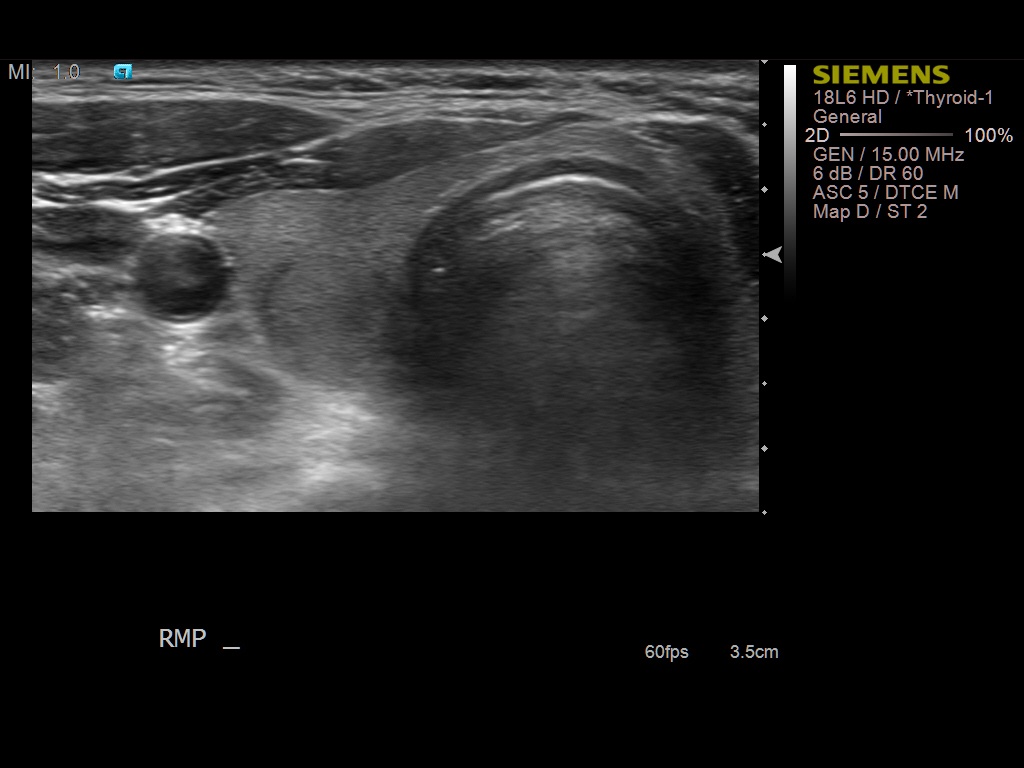 MI: 1.0
SIEMENS
18L6 HD / *Thyroid-1
General
2D 100%
GEN / 15.00 MHz
6 dB / DR 60
ASC 5 / DTCE M
Map D / ST 2
RMP _
60fps 3.5cm